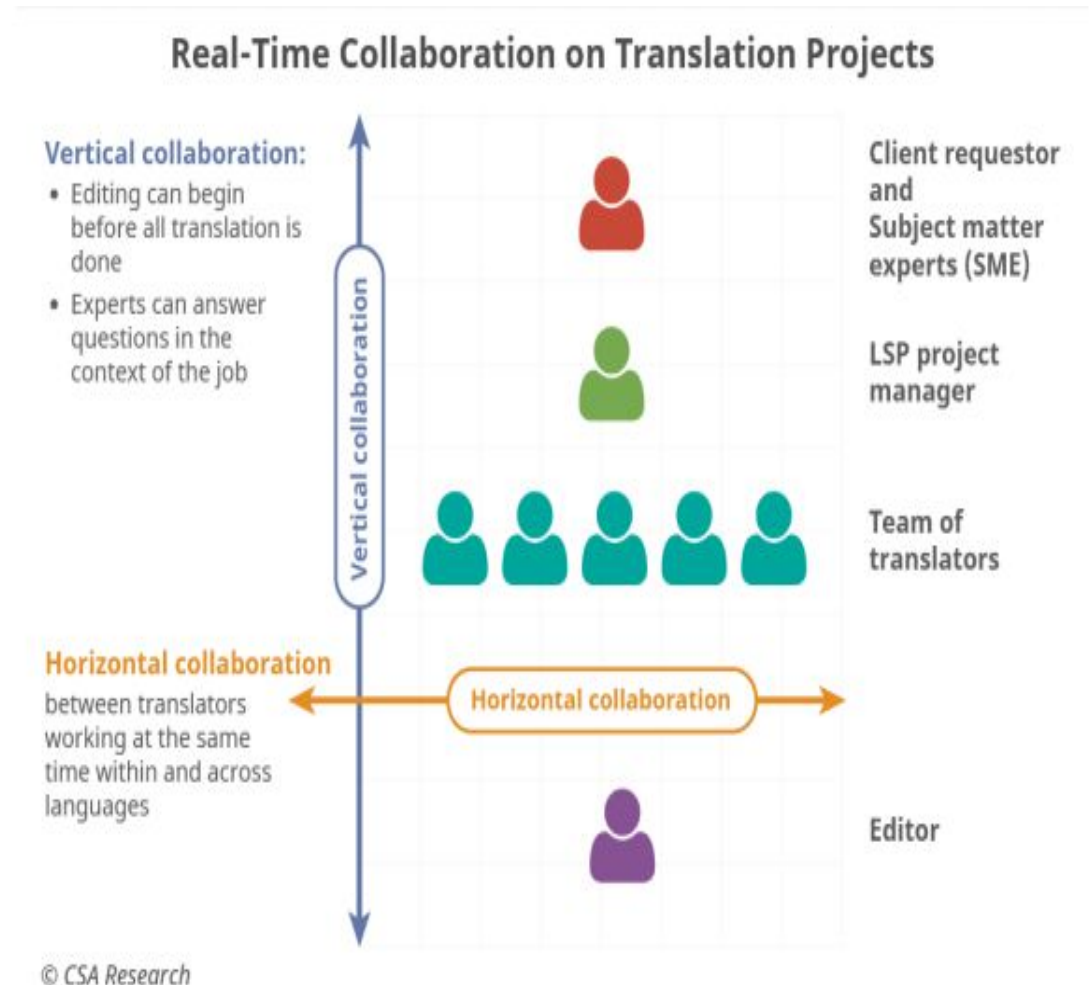 Real-Time Collaboration on Translation Projects
Vertical collaboration:
• Editing can begin
before all translation is
done
• Experts can answer
questions in the
context of the job
Vertical collaboration
Client requestor
and
Subject matter
experts (SME)
LSP project
manager
Team of
translators
Horizontal collaboration
between translators
working at the same
time within and across
languages
Horizontal collaboration
Editor
© CSA Research